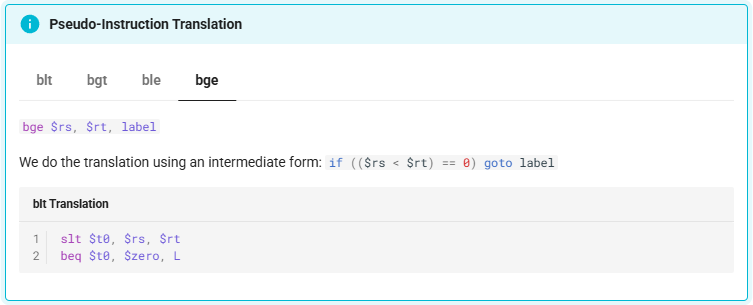 Pseudo-Instruction Translation
blt bgt ble bge
bge $rs, $rt, label
We do the translation using an intermediate form: if (($rs < $rt) == 0) goto label
blt Translation
1 slt $t0, $rs, $rt
2 beq $t0, $zero, L